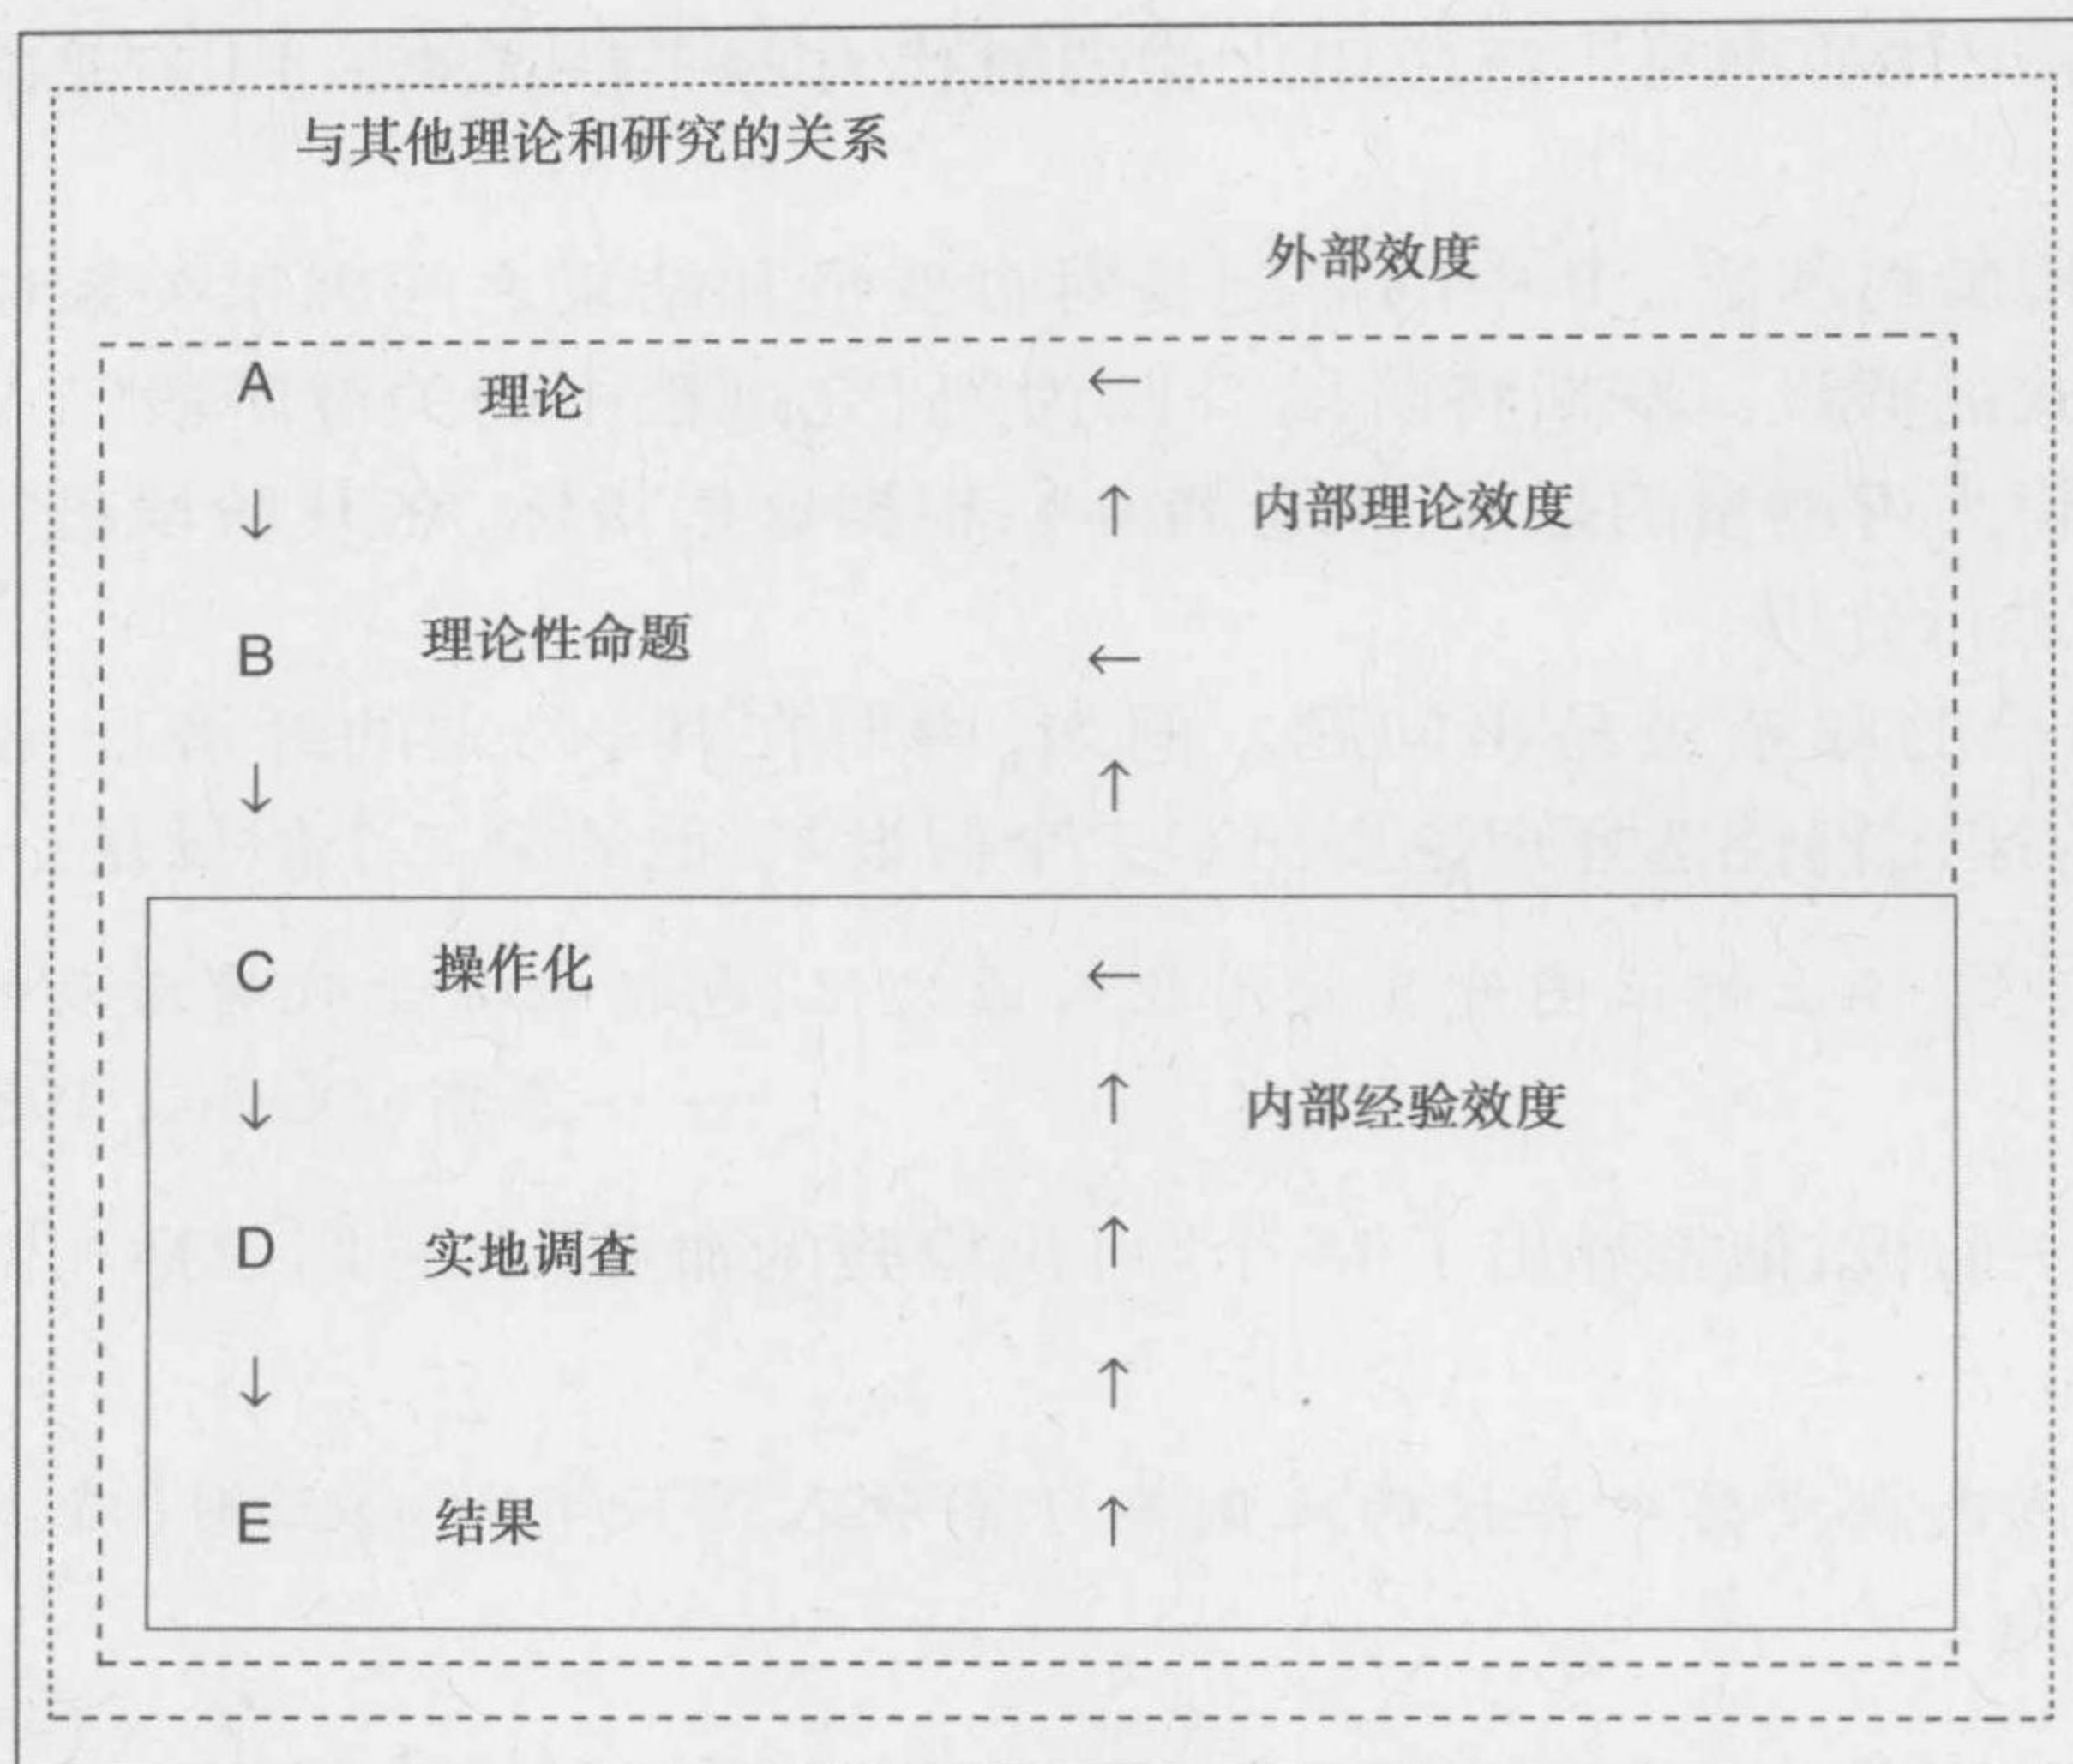 与其他理论和研究的关系
外部效度
A 理论 ←
↓ ↑ 内部理论效度
B 理论性命题 ←
↓ ↑
C 操作化 ←
↓ ↑ 内部经验效度
D 实地调查 ↑
↓ ↑
E 结果 ↑